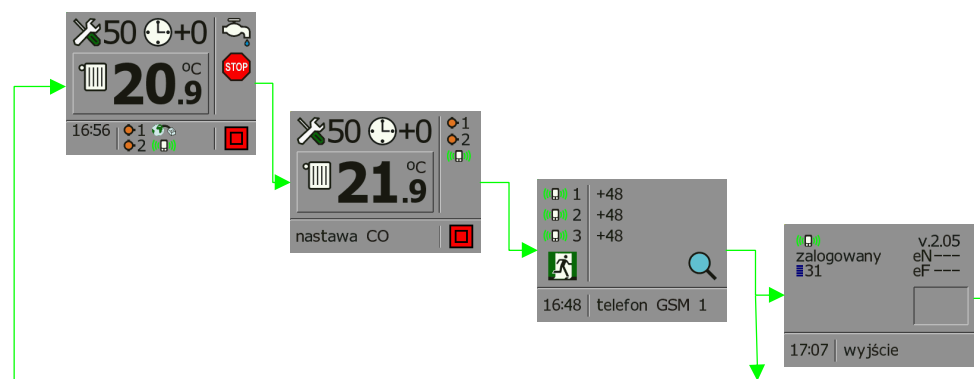 50 +0
STOP
20.9 °C
16:56 1
2
50 +0
1
2
21.9 °C
nastawa CO
1 +48
2 +48
3 +48
16:48 telefon GSM 1
v.2.05
zalogowany eN---
31 eF---
17:07 wyjście